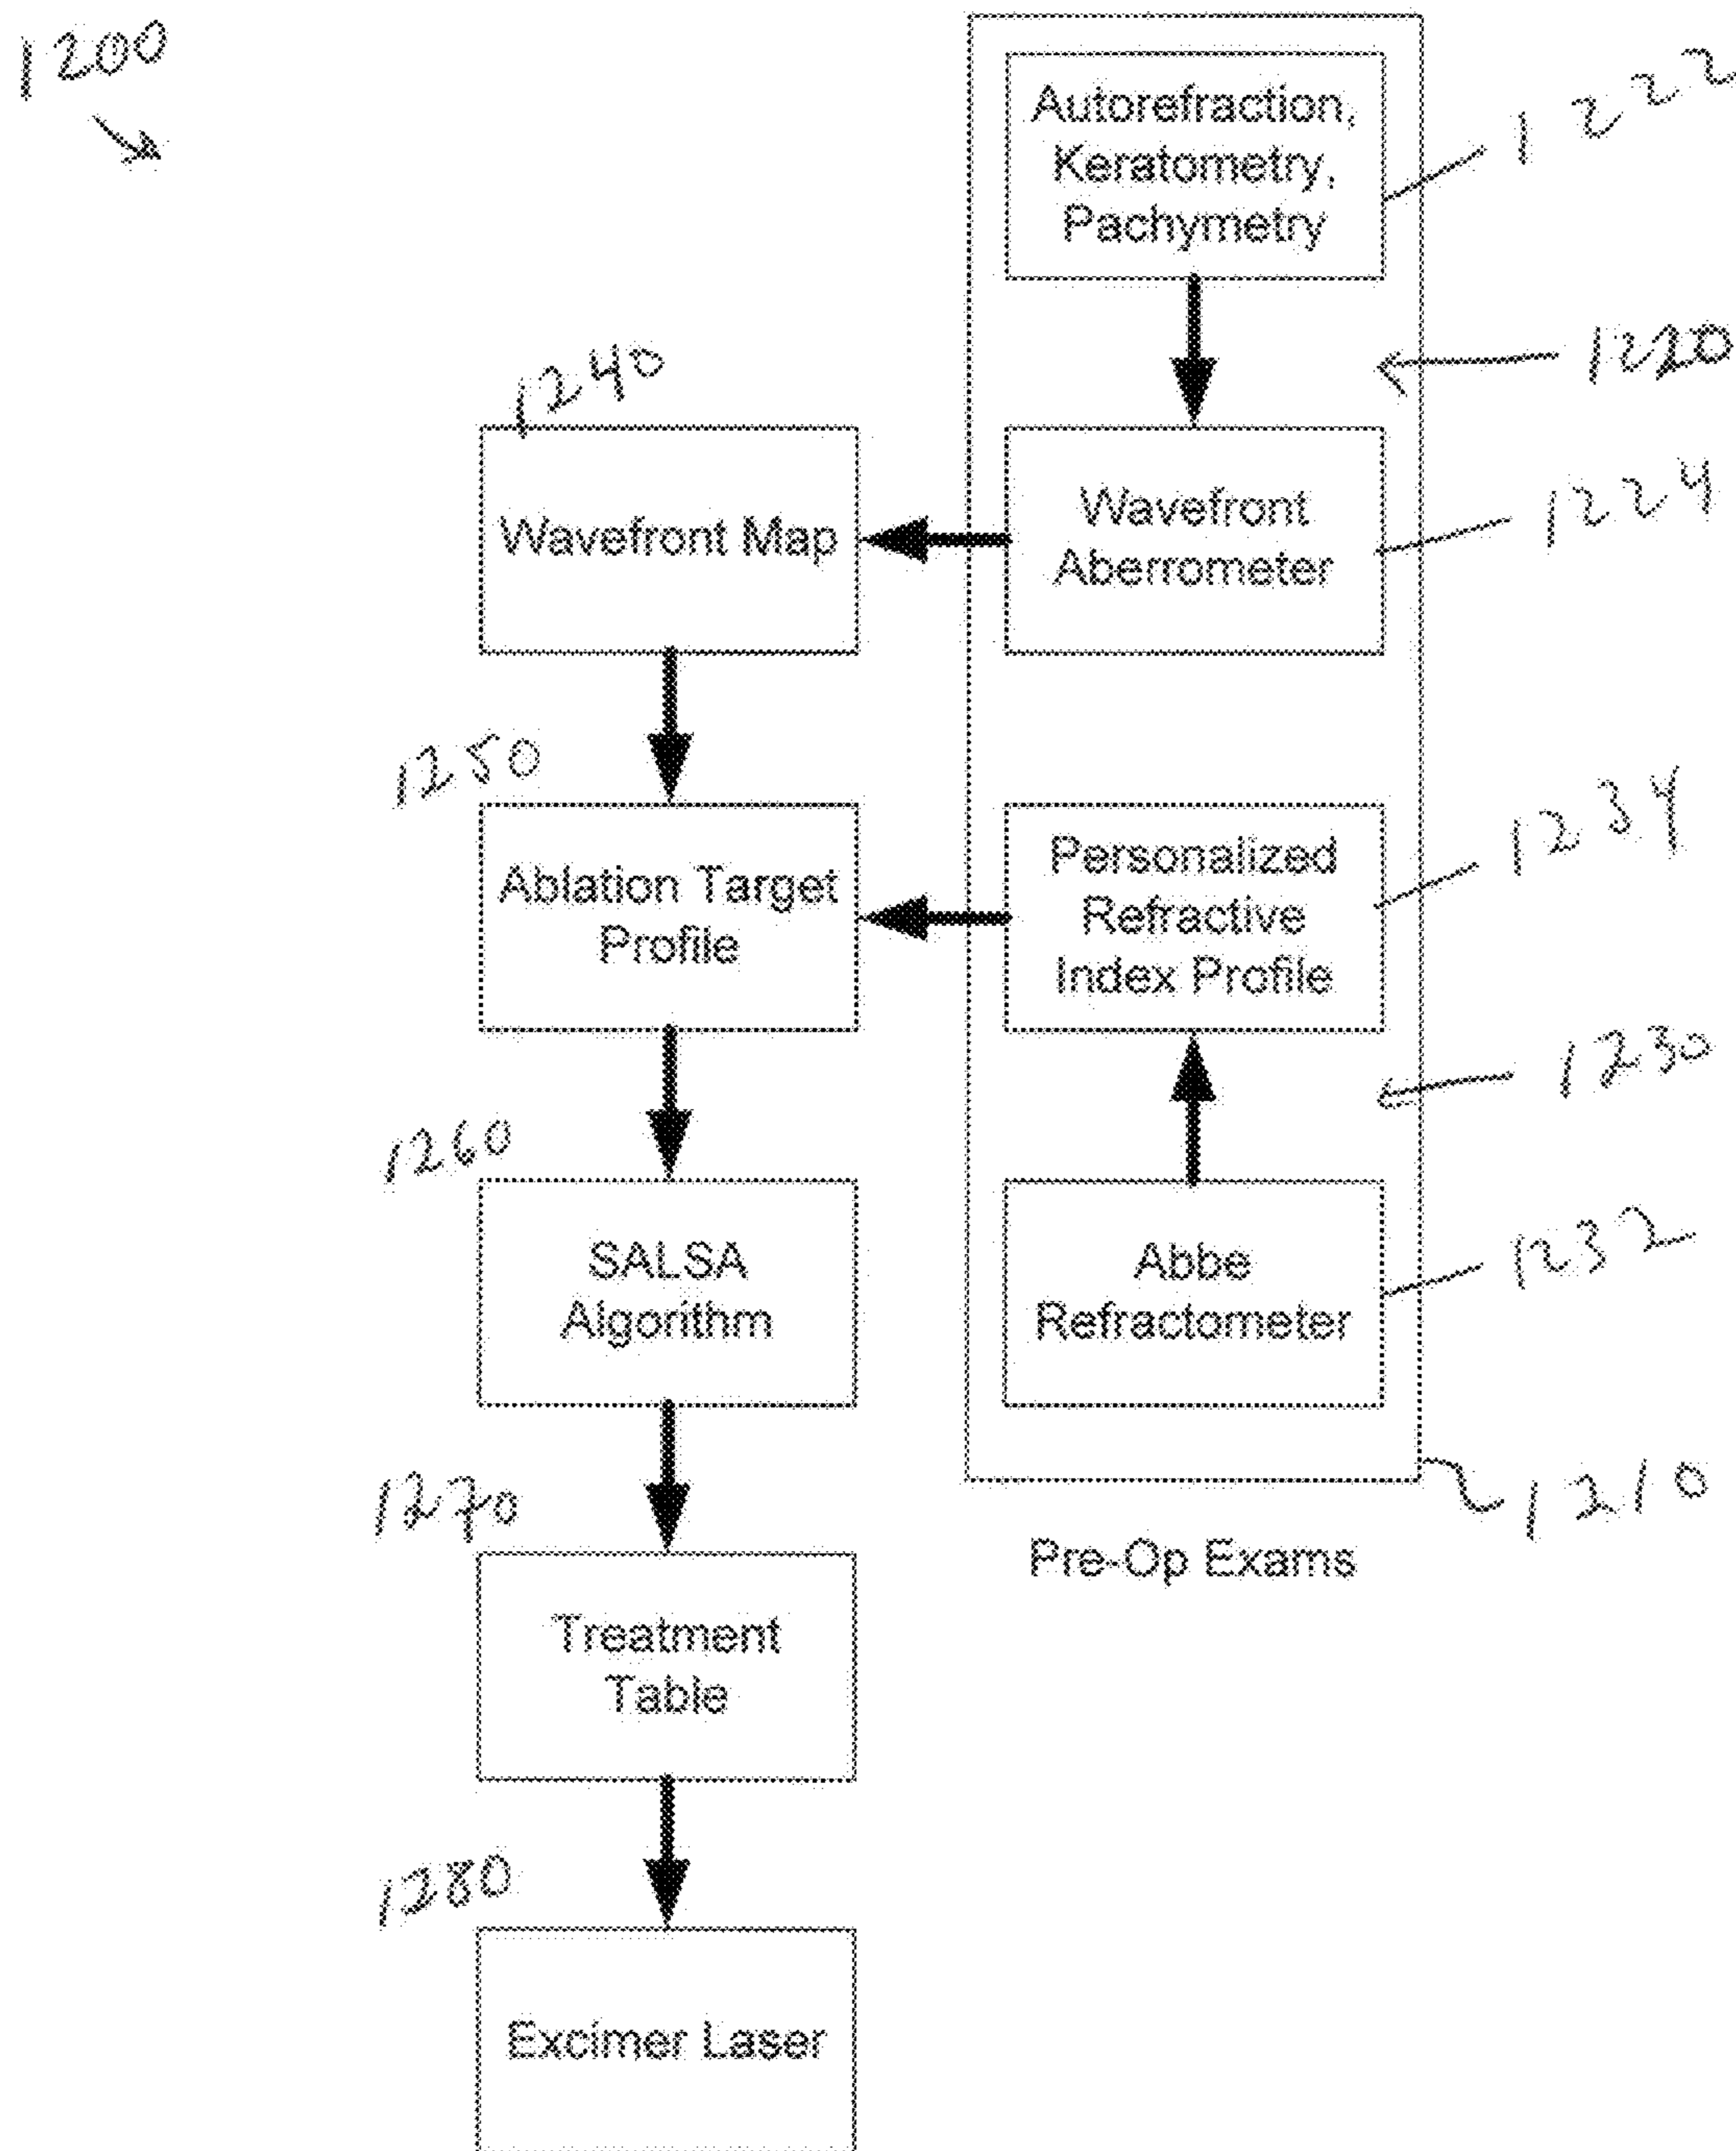 1200
Autorefraction,
Keratometry,
Pachymetry
1222
1220
1240
Wavefront Map
Wavefront
Aberrometer
1224
1250
Ablation Target
Profile
Personalized
Refractive
Index Profile
1234
1230
1260
SALSA
Algorithm
Abbe
Refractometer
1232
1210
Pre-Op Exams
1270
Treatment
Table
1280
Excimer Laser